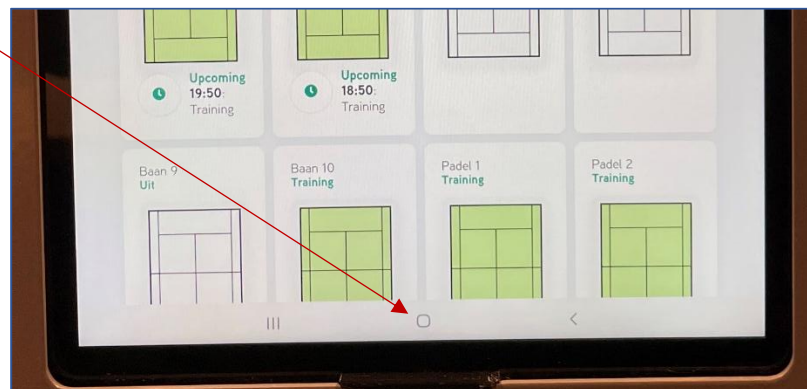 Upcoming
19:50:
Training
Upcoming
18:50:
Training
Baan 9
Uit
Baan 10
Training
Padel 1
Training
Padel 2
Training